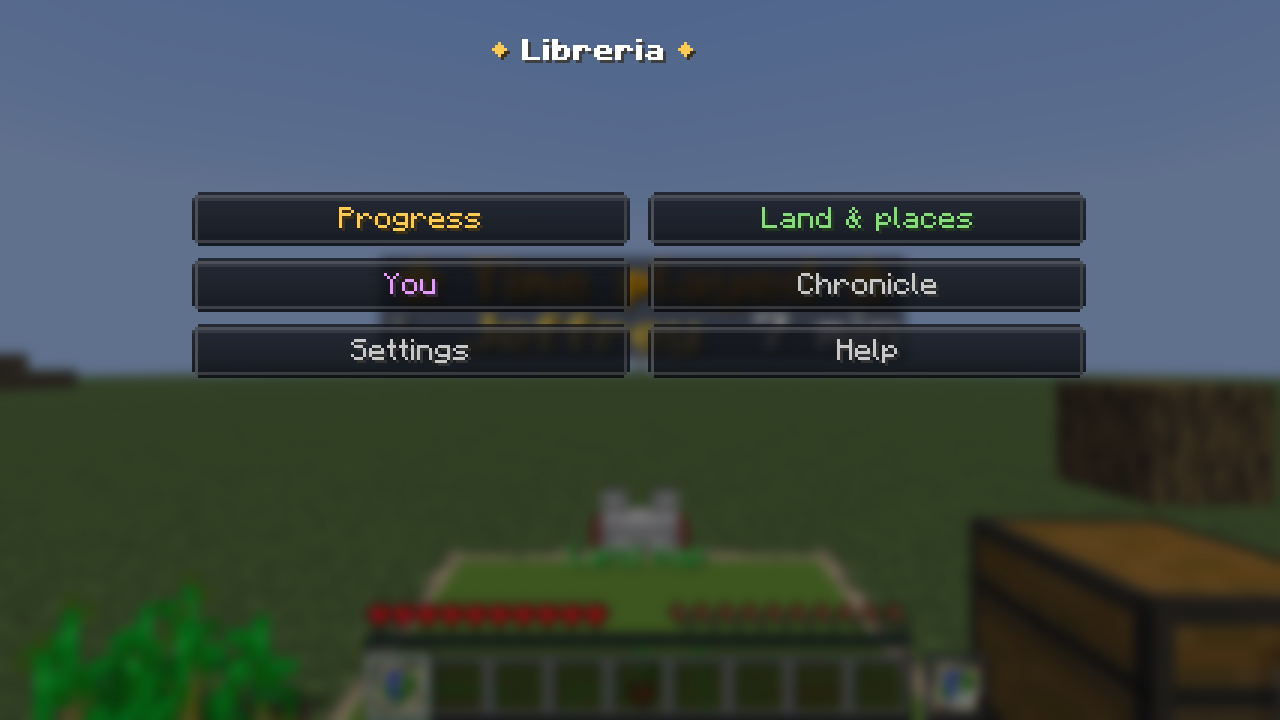 Libreria
Progress
Land & places
You
Chronicle
Settings
Help